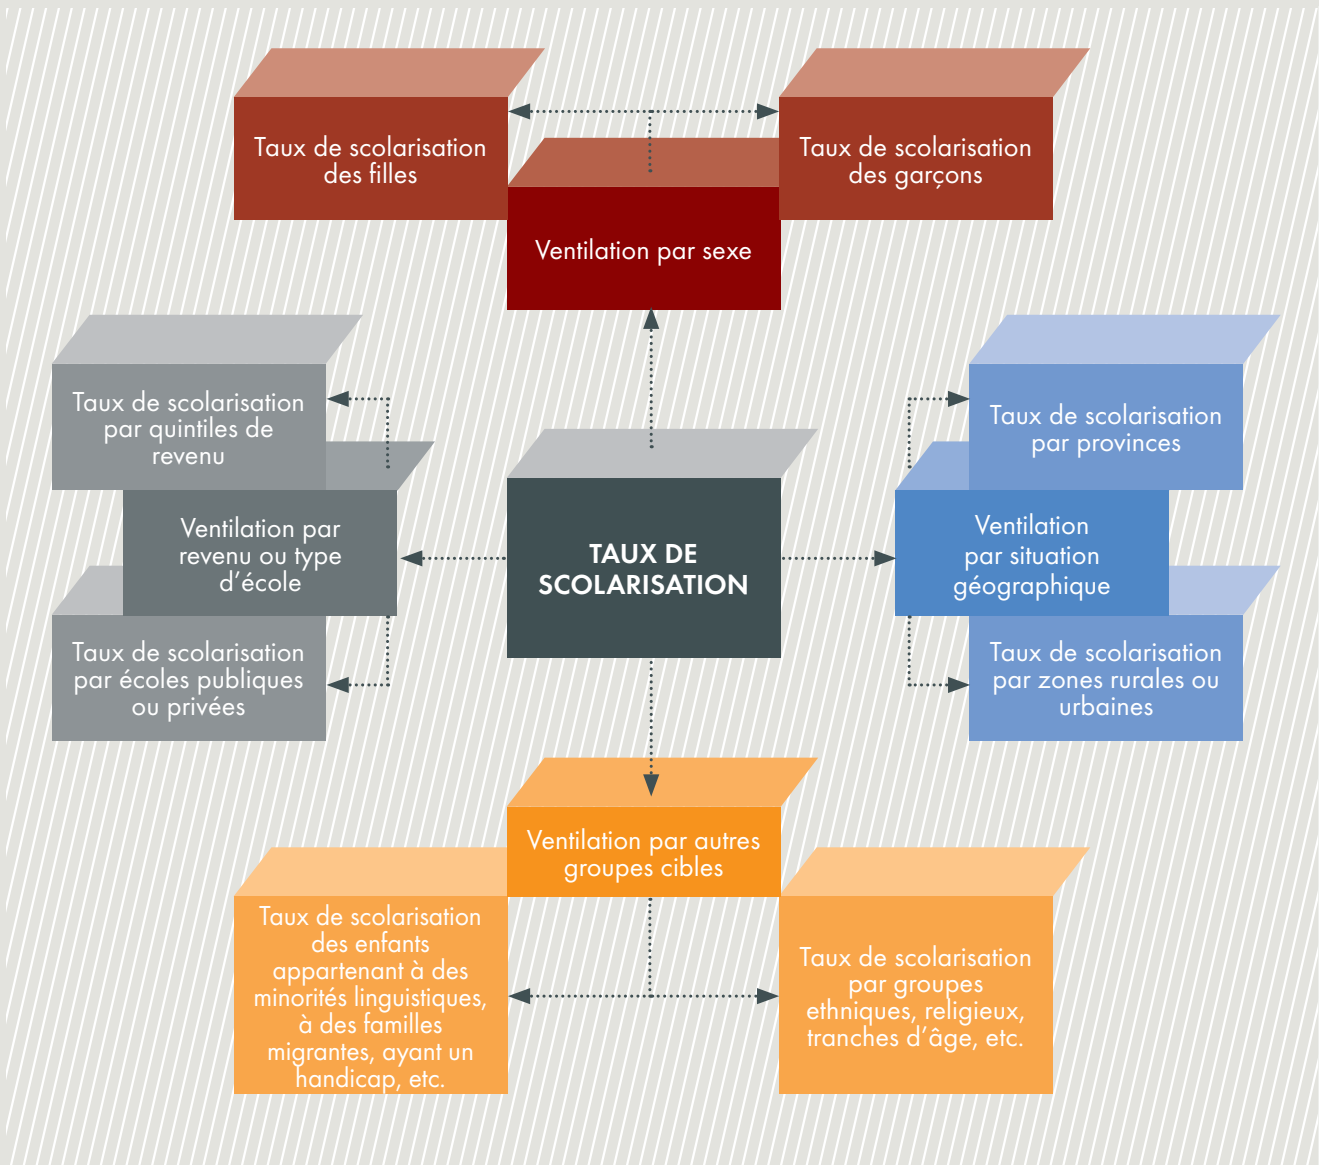 Taux de scolarisation
des filles
Taux de scolarisation
des garçons
Ventilation par sexe
Taux de scolarisation
par quintiles de
revenu
Ventilation par
revenu ou type
d’école
Taux de scolarisation
par écoles publiques
ou privées
TAUX DE
SCOLARISATION
Taux de scolarisation
par provinces
Ventilation
par situation
géographique
Taux de scolarisation
par zones rurales ou
urbaines
Ventilation par autres
groupes cibles
Taux de scolarisation
des enfants
appartenant à des
minorités linguistiques,
à des familles
migrantes, ayant un
handicap, etc.
Taux de scolarisation
par groupes
ethniques, religieux,
tranches d’âge, etc.